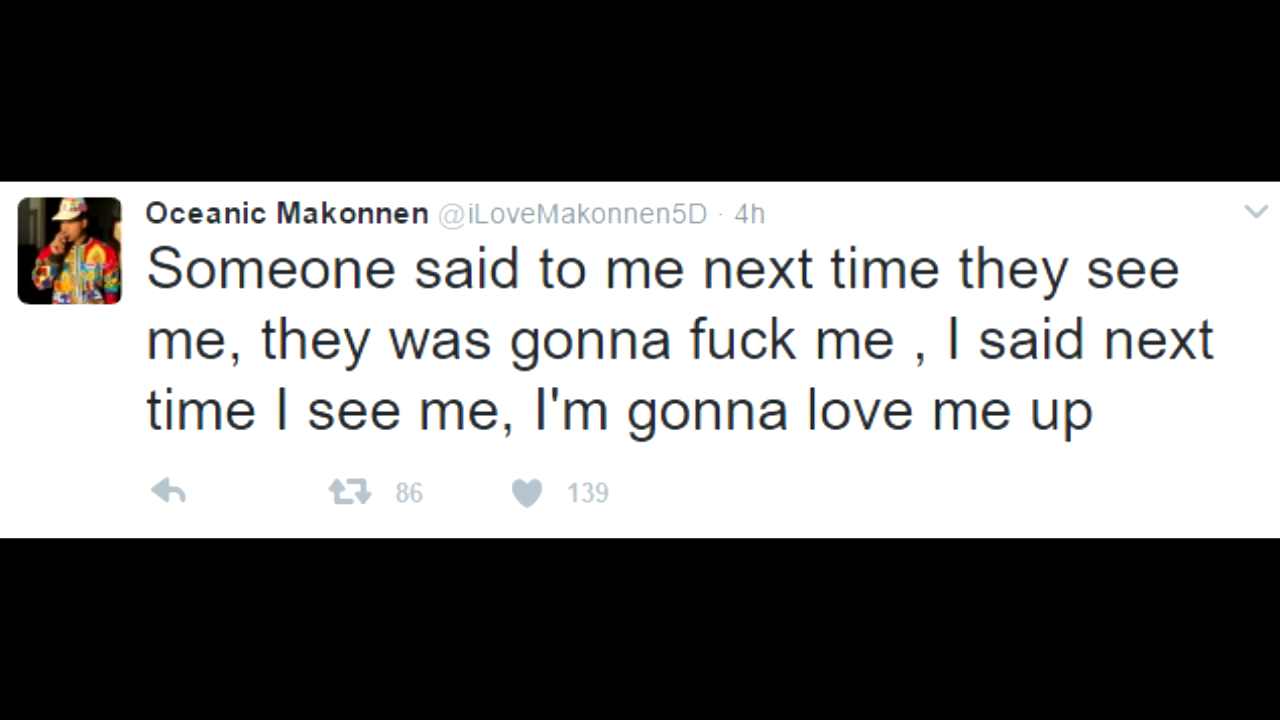 Oceanic Makonnen @iLoveMakonnen5D · 4h
Someone said to me next time they see
me, they was gonna fuck me , I said next
time I see me, I'm gonna love me up
86 139